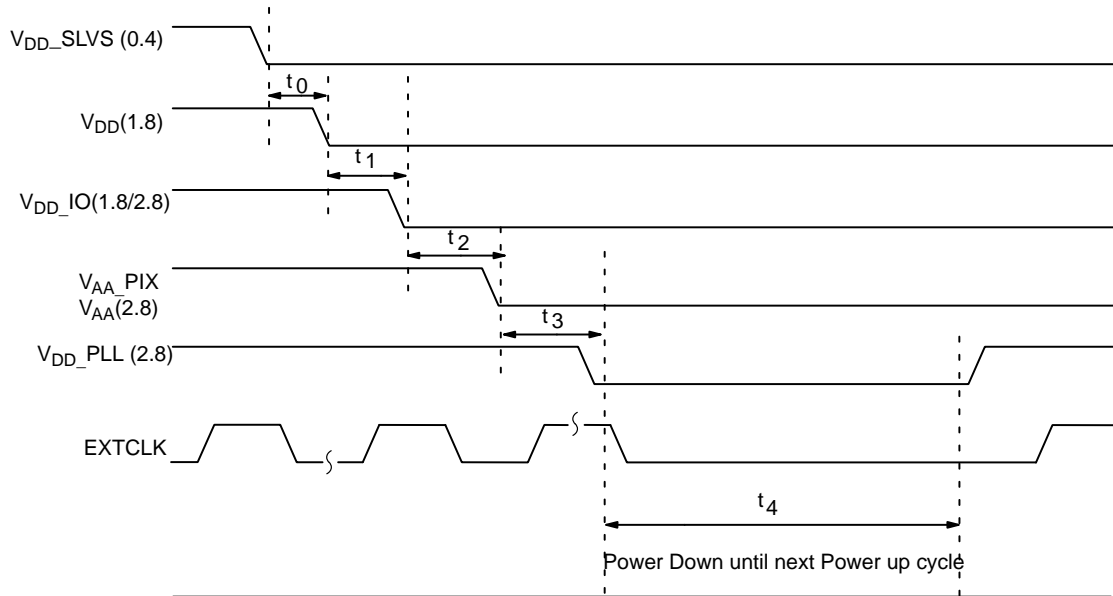 VDD_SLVS (0.4)
t0
VDD(1.8)
t1
VDD_IO(1.8/2.8)
t2
VAA_PIX
VAA(2.8)
t3
VDD_PLL (2.8)
EXTCLK
t4
Power Down until next Power up cycle